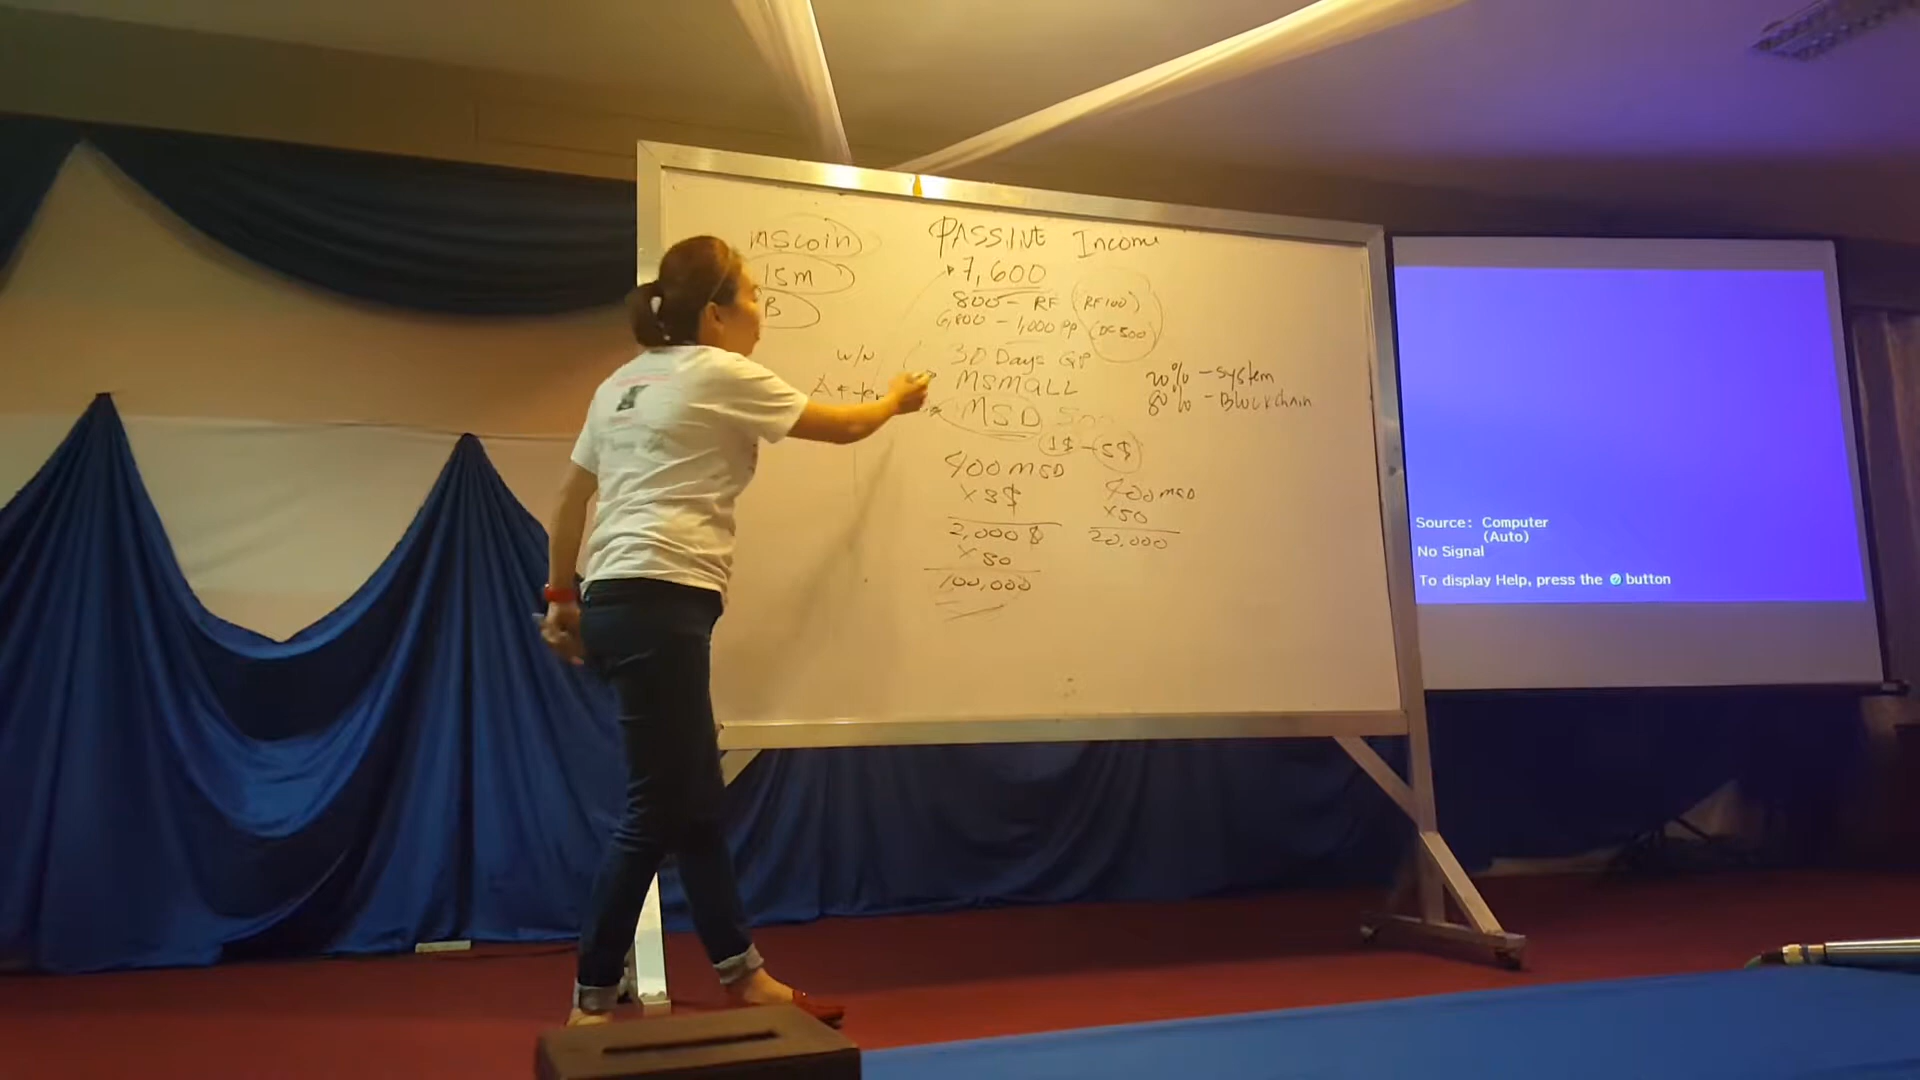 MScoin
15m
B
PASSIVE Income
7,600
800 - RF (RF100)
6,800 - 1,000 PP (DC500)
30 Days GP
W/N
After
MSMALL
MSD
1$ - 5$
20% - System
80% - Blockchain
400 MSD
X 5$
2,000 $
X 50
100,000
400 MSD
X50
20,000
Source: Computer
(Auto)
No Signal
To display Help, press the button